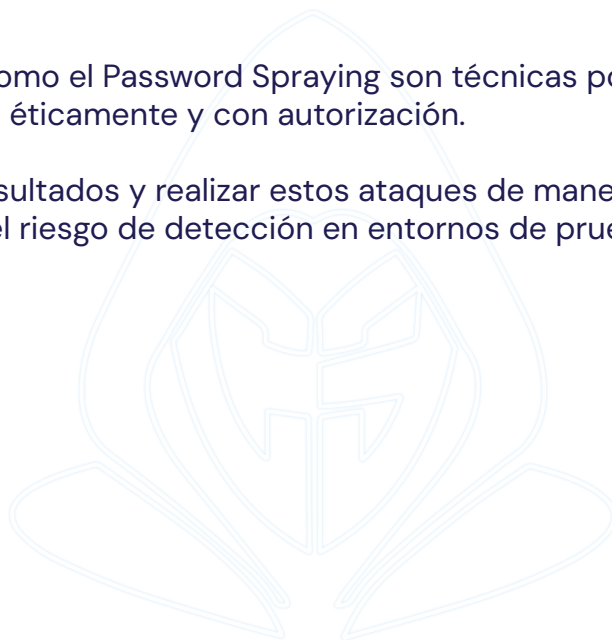 omo el Password Spraying son técnicas po
éticamente y con autorización.
sultados y realizar estos ataques de mane
el riesgo de detección en entornos de prue